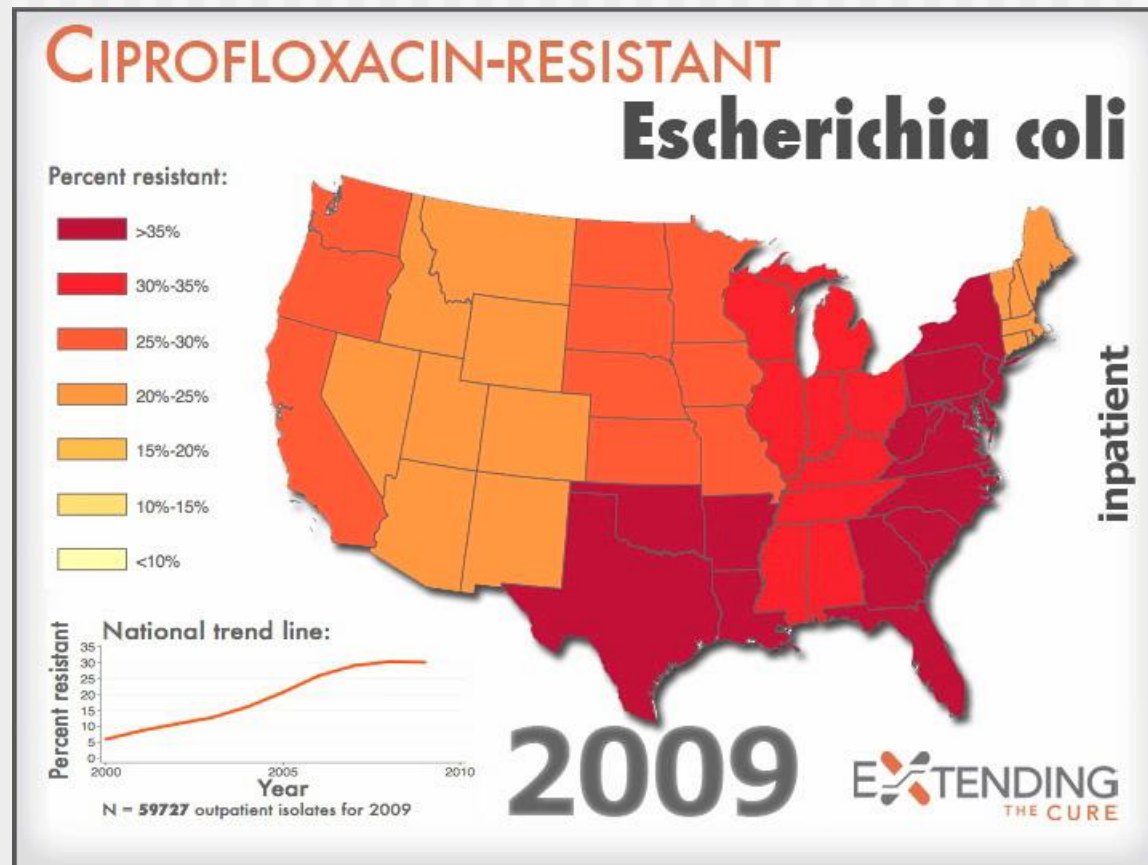 CIPROFLOXACIN-RESISTANT
Escherichia coli
Percent resistant:
>35%
30%-35%
25%-30%
20%-25%
15%-20%
10%-15%
<10%
inpatient
National trend line:
Percent resistant
35
30
25
20
15
10
5
0
2000
2005
2010
Year
N = 59727 outpatient isolates for 2009
2009
EXTENDING
THE CURE